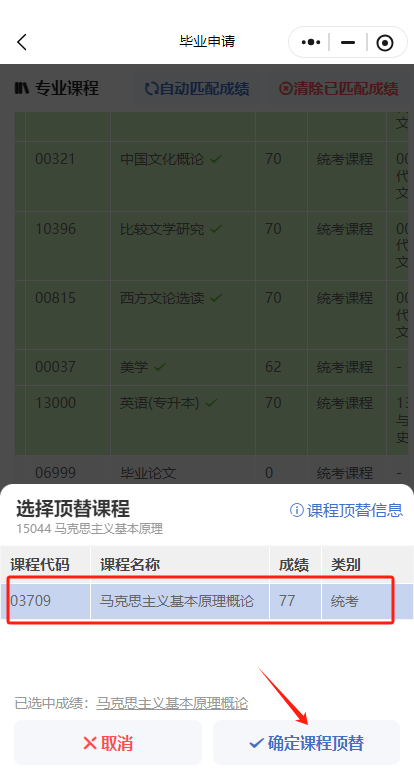 毕业申请
专业课程 自动匹配成绩 清除已匹配成绩
文
00321 中国文化概论 70 统考课程 00
代
文
10396 比较文学研究 70 统考课程 00
代
文
00815 西方文论选读 70 统考课程 00
代
文
00037 美学 62 统考课程 -
13000 英语(专升本) 70 统考课程 13
与
史
06999 毕业论文 0 统考课程 -
选择顶替课程 课程顶替信息
15044 马克思主义基本原理
课程代码 课程名称 成绩 类别
03709 马克思主义基本原理概论 77 统考
已选中成绩：马克思主义基本原理概论
取消 确定课程顶替